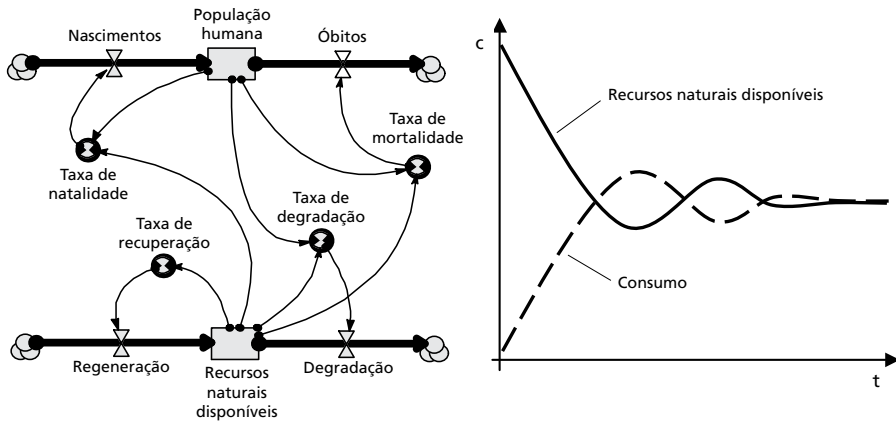 Nascimentos
População
humana
Óbitos
Taxa de
natalidade
Taxa de
mortalidade
Taxa de
degradação
Taxa de
recuperação
Regeneração
Recursos
naturais
disponíveis
Degradação
c
Recursos naturais disponíveis
Consumo
t